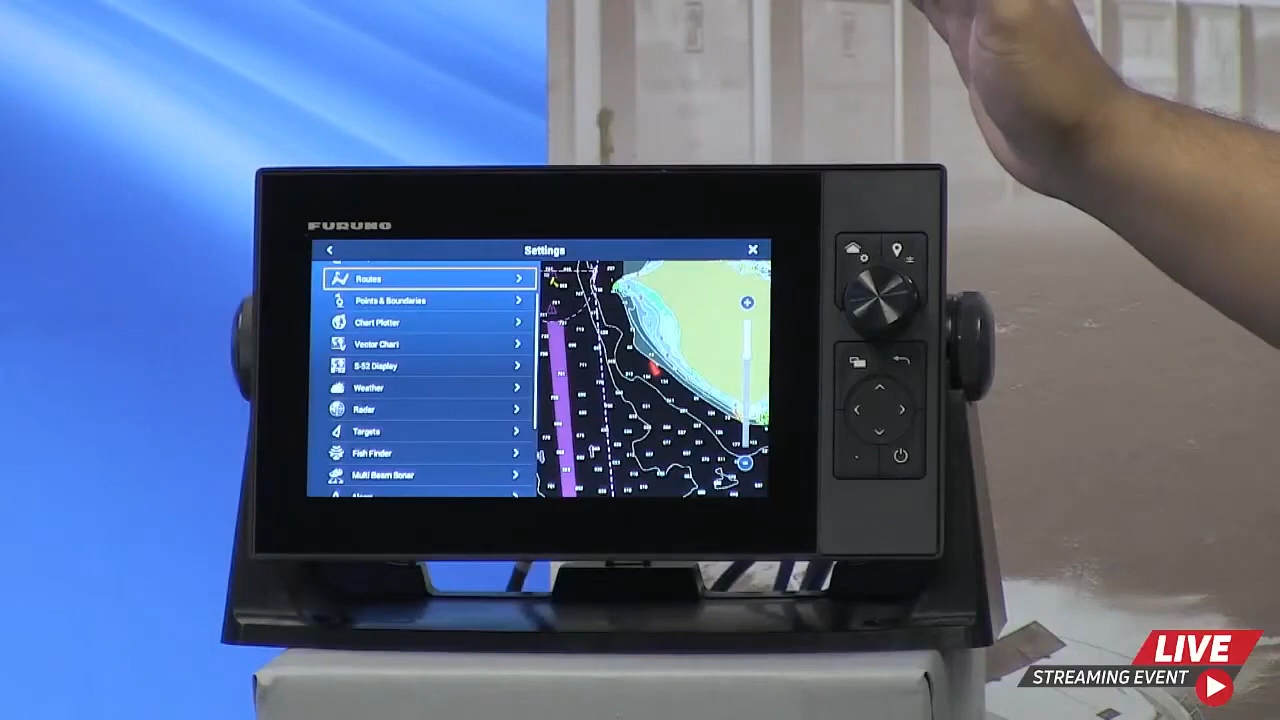 FURUNO
Settings
Routes
Points & Boundaries
Chart Plotter
Vector Chart
S-52 Display
Weather
Radar
Targets
Fish Finder
Multi Beam Sonar
LIVE
STREAMING EVENT